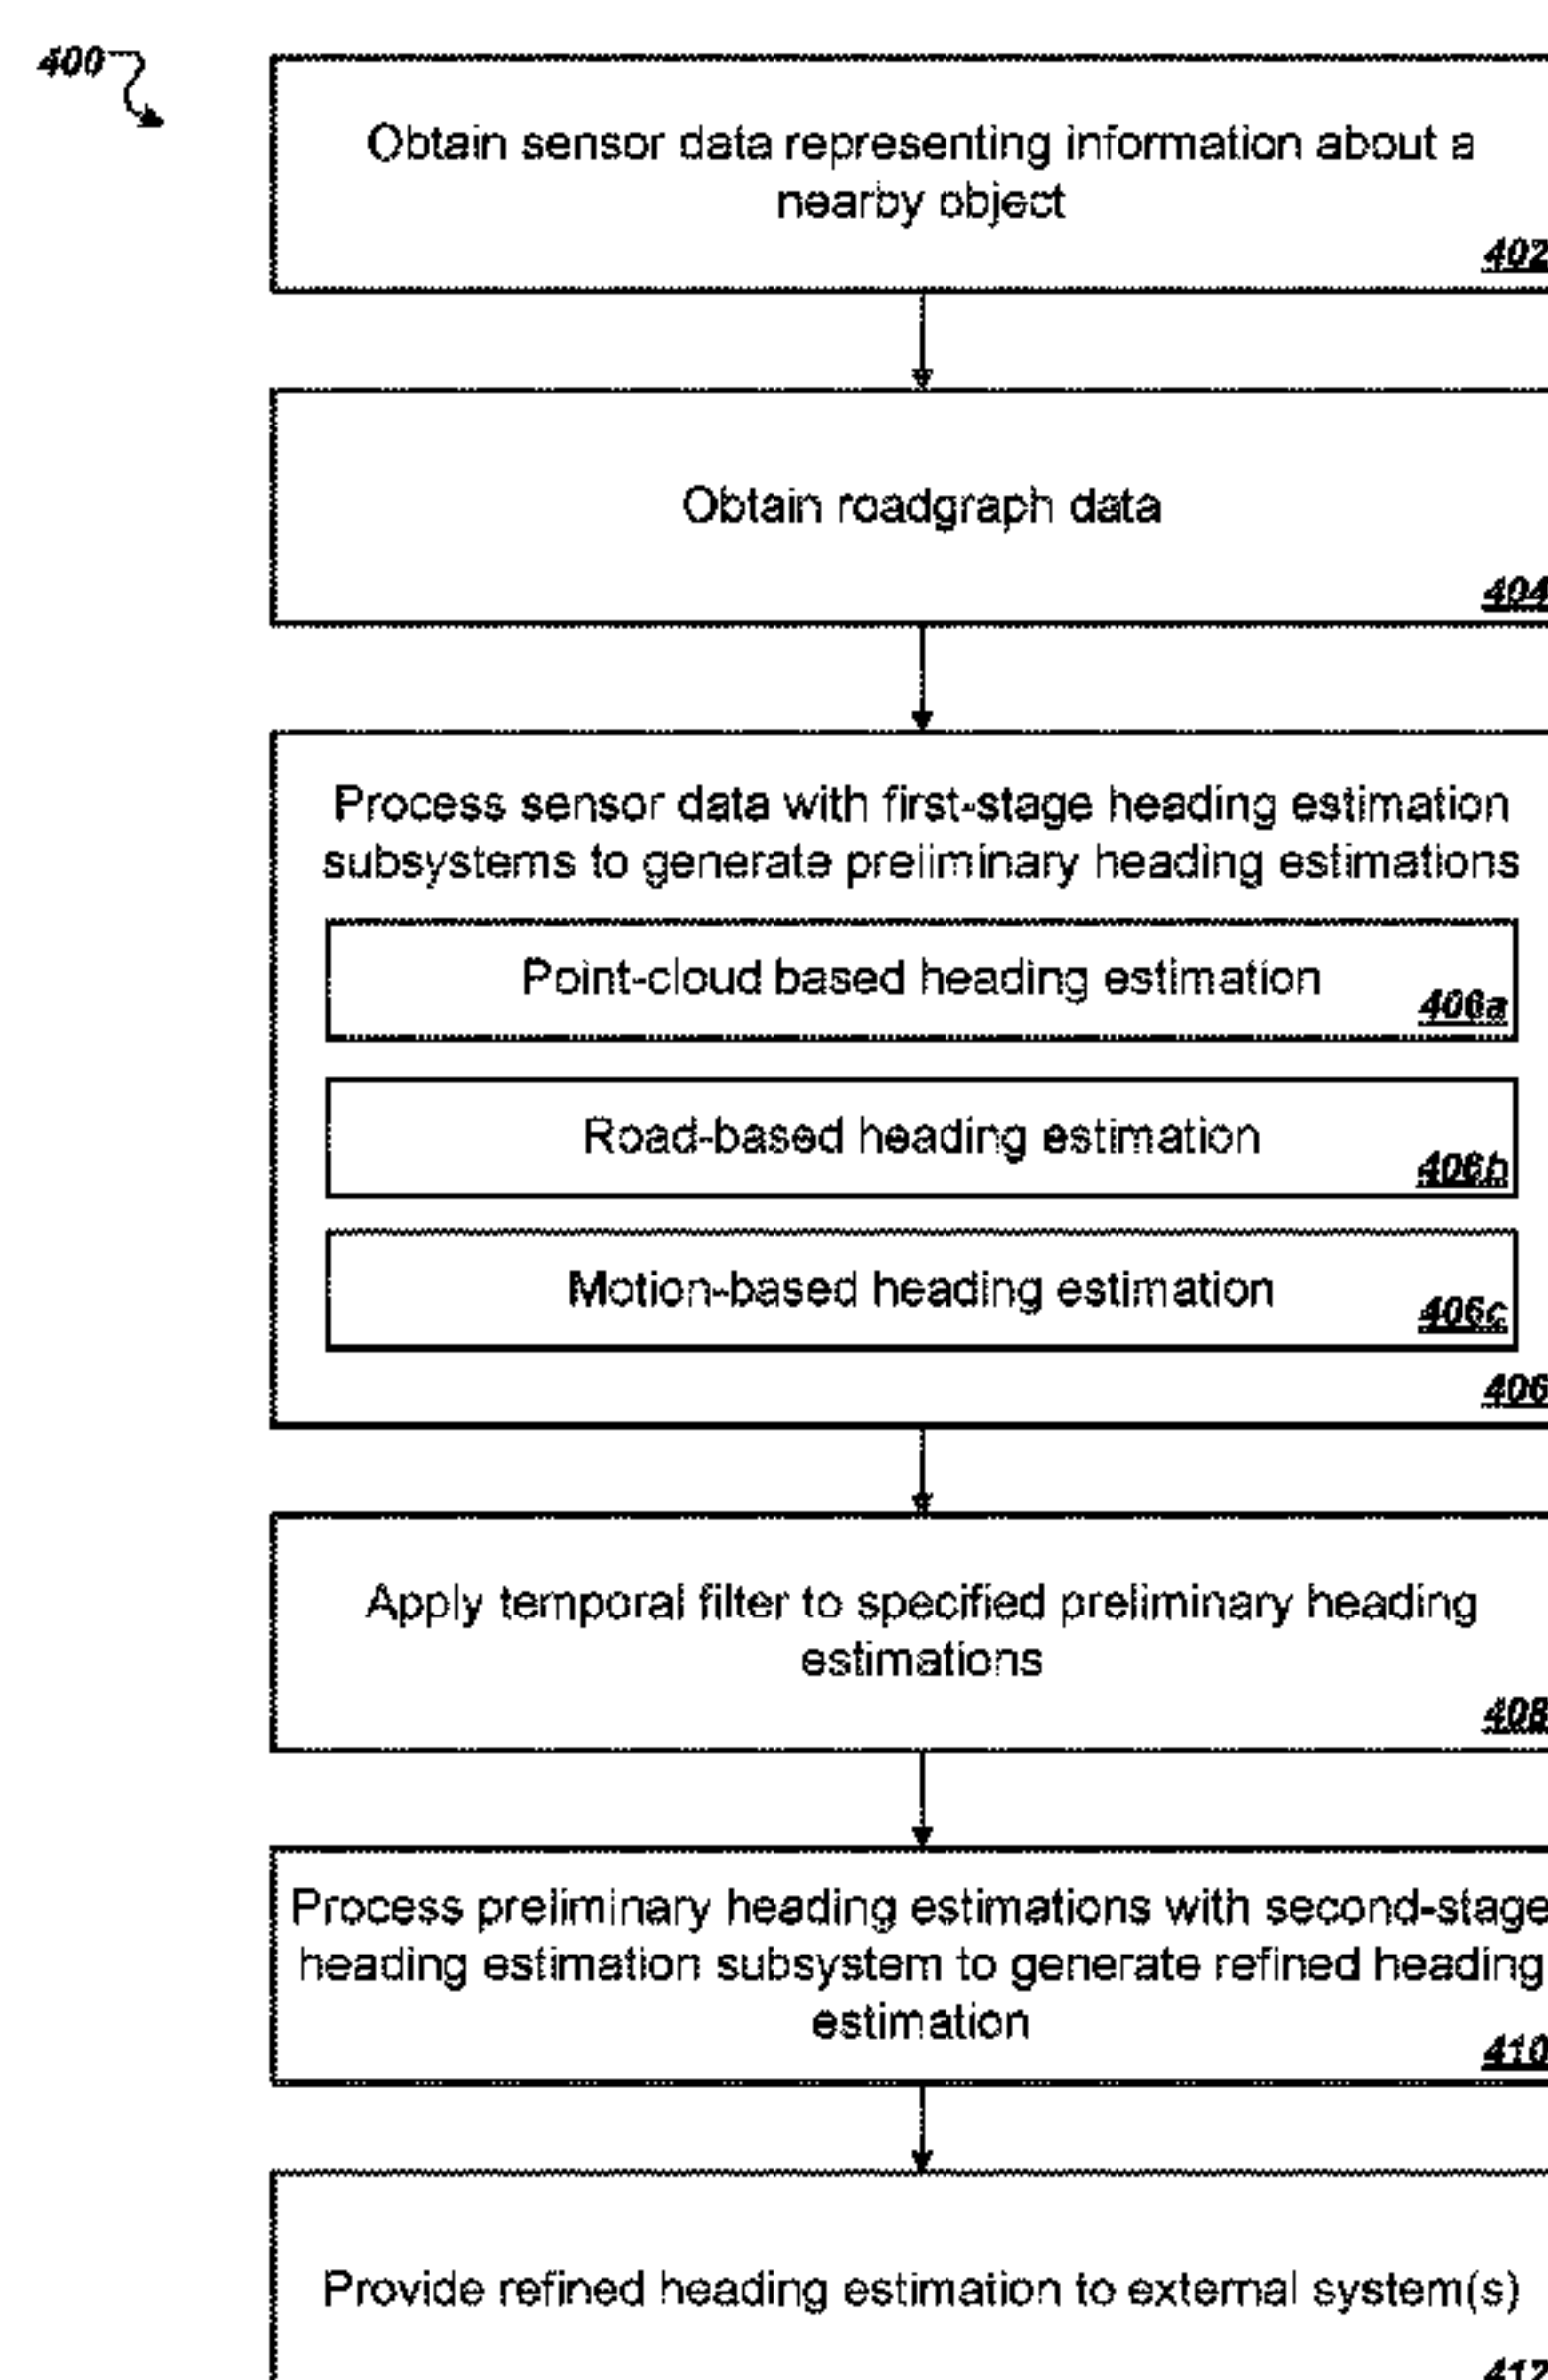 400
Obtain sensor data representing information about a
nearby object
402
Obtain roadgraph data
404
Process sensor data with first-stage heading estimation
subsystems to generate preliminary heading estimations
Point-cloud based heading estimation
406a
Road-based heading estimation
406b
Motion-based heading estimation
406c
406
Apply temporal filter to specified preliminary heading
estimations
408
Process preliminary heading estimations with second-stage
heading estimation subsystem to generate refined heading
estimation
410
Provide refined heading estimation to external system(s)
412